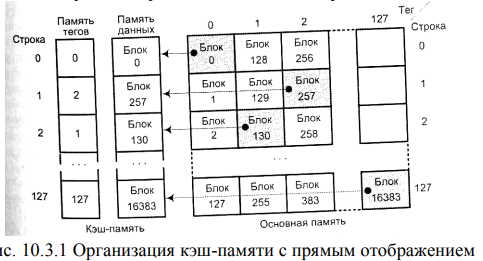 Память тегов
Память данных
0 1 2 127 Тег
Строка
Строка
0 0 Блок 0 Блок 0 Блок 128 Блок 256 0
1 2 Блок 257 Блок 1 Блок 129 Блок 257 1
2 1 Блок 130 Блок 2 Блок 130 Блок 258 2
... ... ...
127 127 Блок 16383 Блок 127 Блок 255 Блок 383 Блок 16383 127
Кэш-память Основная память
ис. 10.3.1 Организация кэш-памяти с прямым отображением